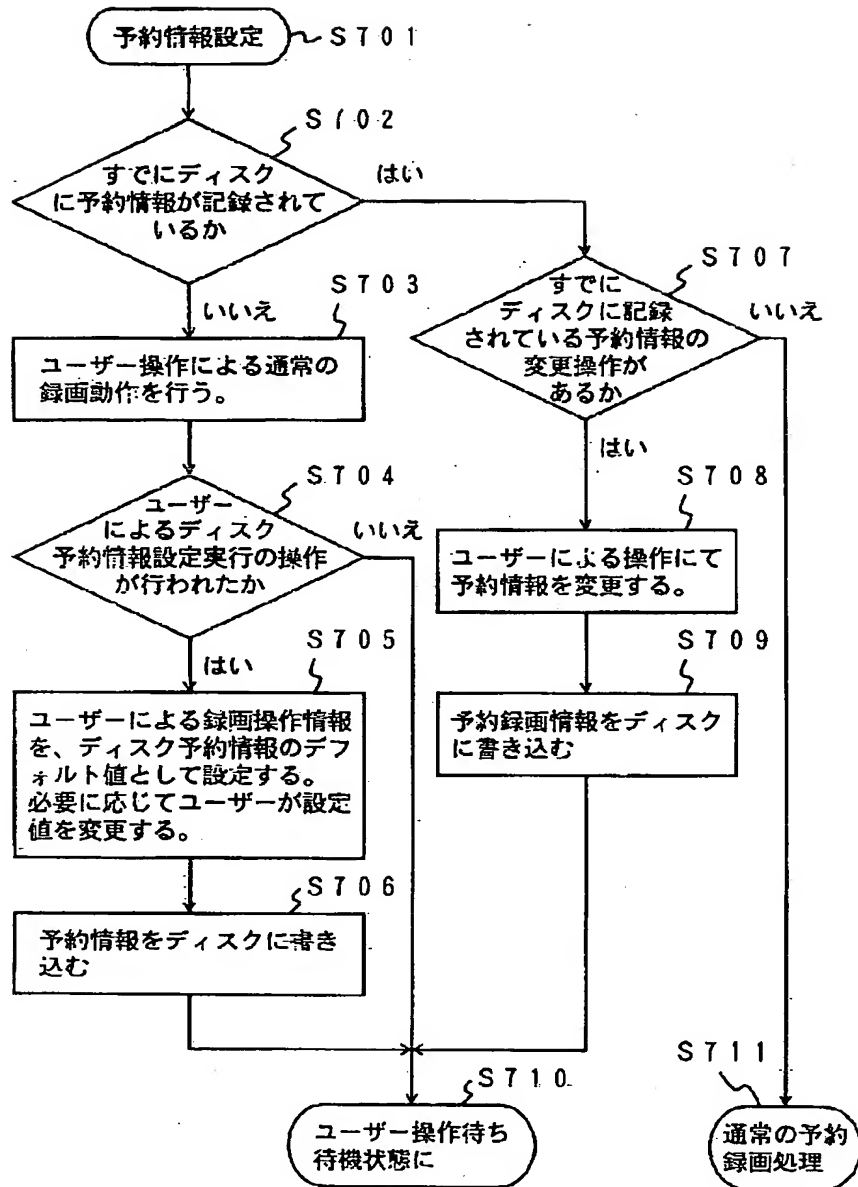 予約情報設定
S701
S702
すでにディスク
に予約情報が記録されて
いるか
はい
いいえ
S703
ユーザー操作による通常の
録画動作を行う。
S704
ユーザー
によるディスク
予約情報設定実行の操作
が行われたか
いいえ
はい
S705
ユーザーによる録画操作情報
を、ディスク予約情報のデフ
ォルト値として設定する。
必要に応じてユーザーが設定
値を変更する。
S706
予約情報をディスクに書き
込む
S707
すでに
ディスクに記録
されている予約情報の
変更操作が
あるか
いいえ
はい
S708
ユーザーによる操作にて
予約情報を変更する。
S709
予約録画情報をディスク
に書き込む
S710
ユーザー操作待ち
待機状態に
S711
通常の予約
録画処理